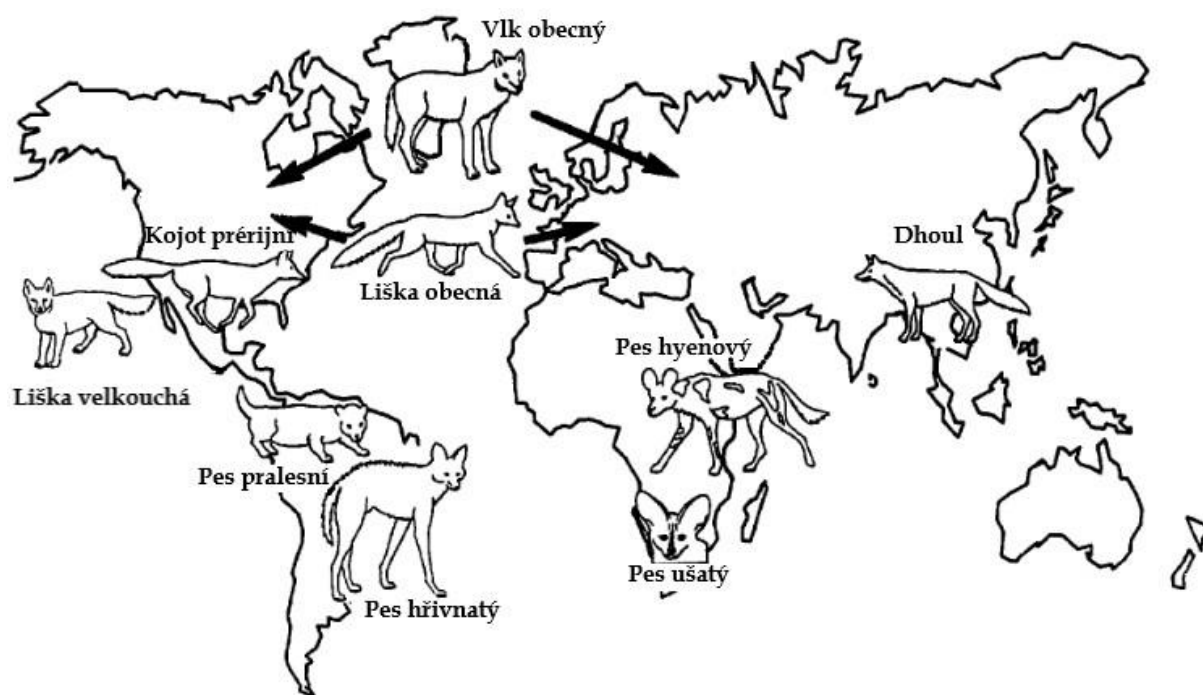 Vlk obecný
Kojot prérijní
Liška obecná
Dhoul
Liška velkouchá
Pes hyenový
Pes pralesní
Pes ušatý
Pes hřivnatý